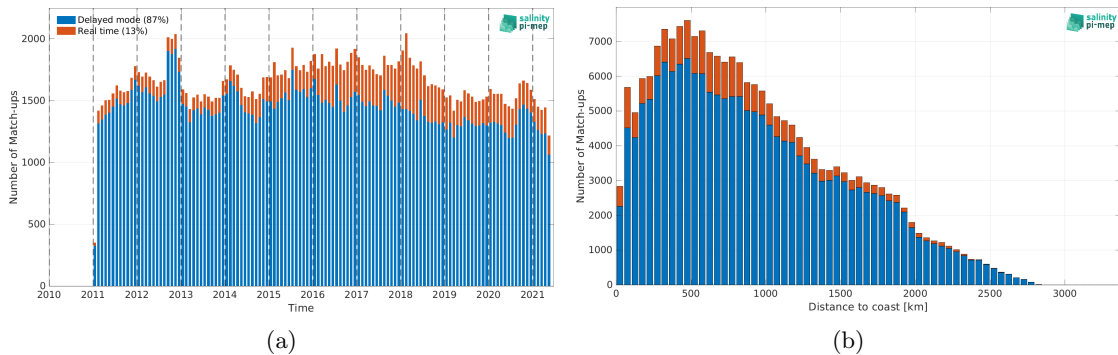 Delayed mode (87%)
Real time (13%)
salinity
pi-mep
2000
1500
1000
500
0
Number of Match-ups
2010 2011 2012 2013 2014 2015 2016 2017 2018 2019 2020 2021
Time
(a)
salinity
pi-mep
7000
6000
5000
4000
3000
2000
1000
0
Number of Match-ups
0 500 1000 1500 2000 2500 3000
Distance to coast [km]
(b)